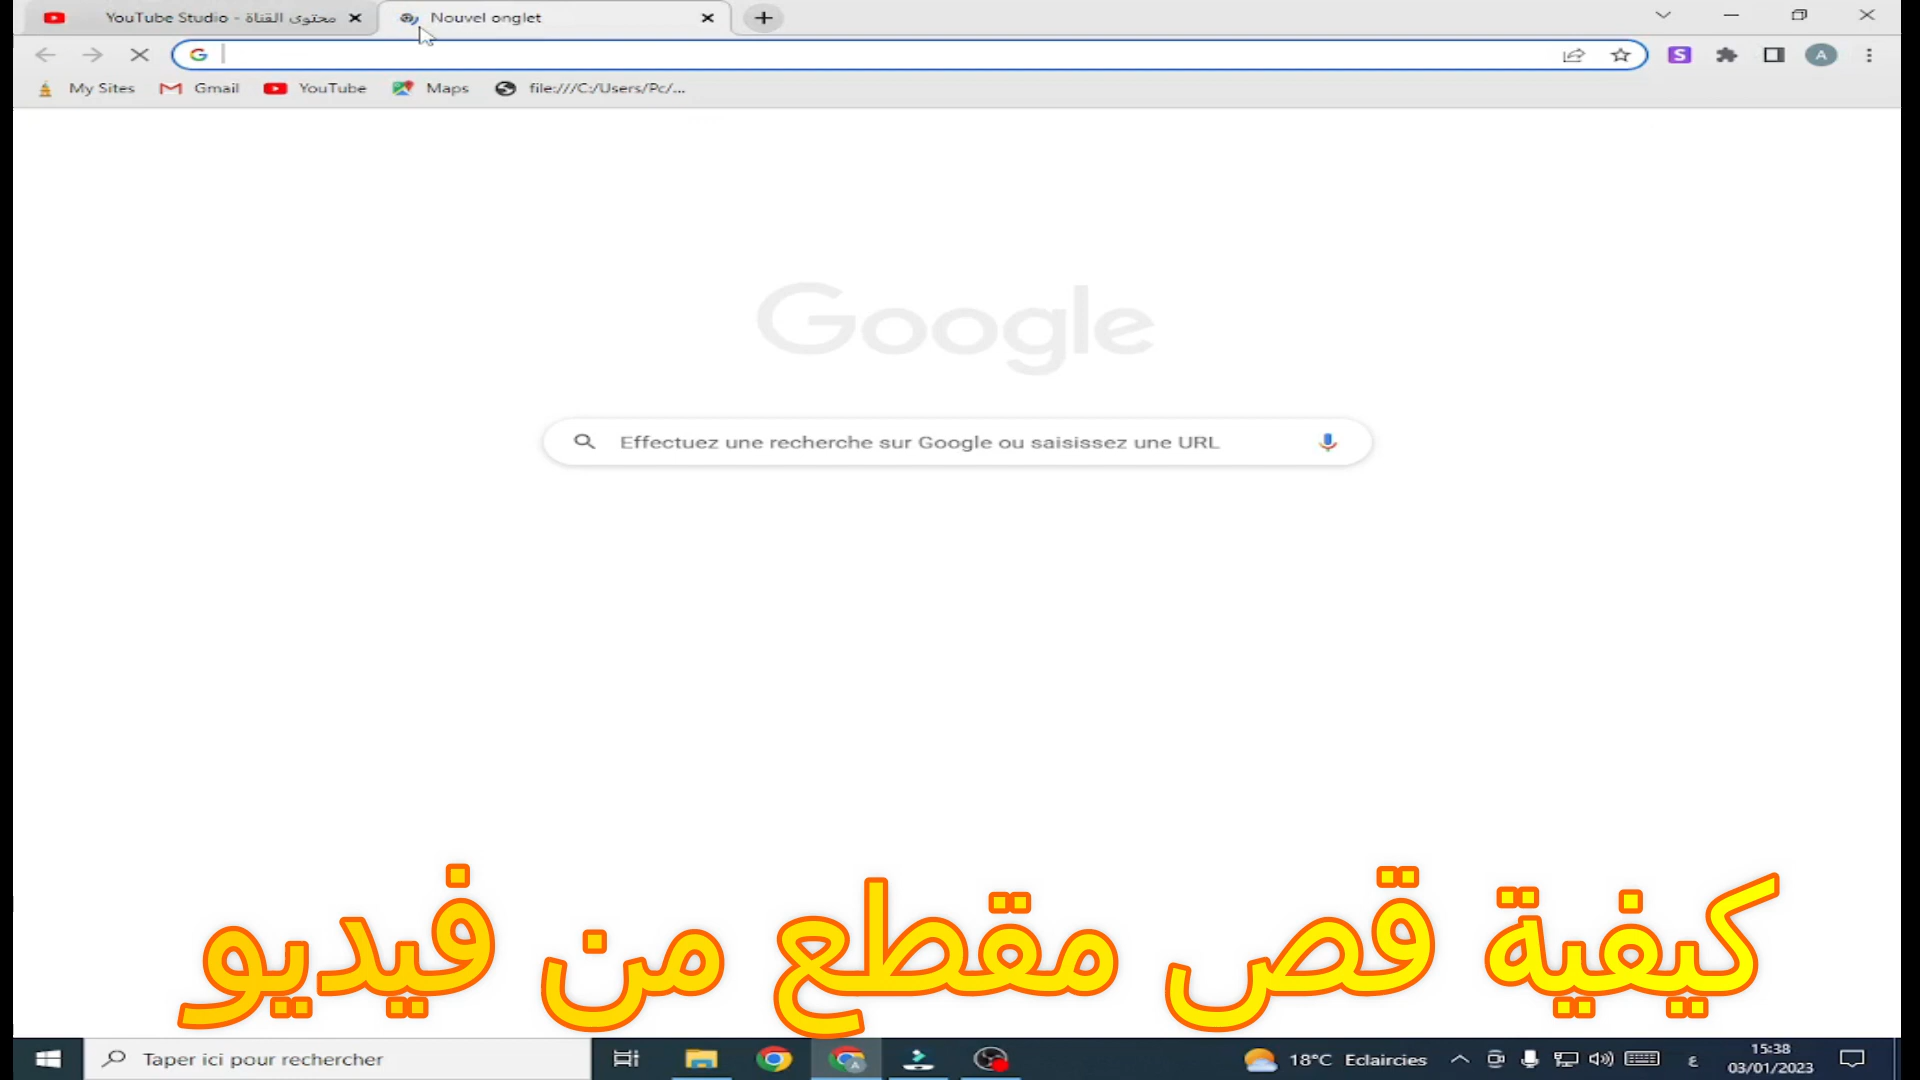 YouTube Studio - محتوى القناة
Nouvel onglet
My Sites
Gmail
YouTube
Maps
file:///C:/Users/Pc/...
Google
Effectuez une recherche sur Google ou saisissez une URL
كيفية قص مقطع من فيديو
Taper ici pour rechercher
18°C Eclaircies
ع
15:38
03/01/2023